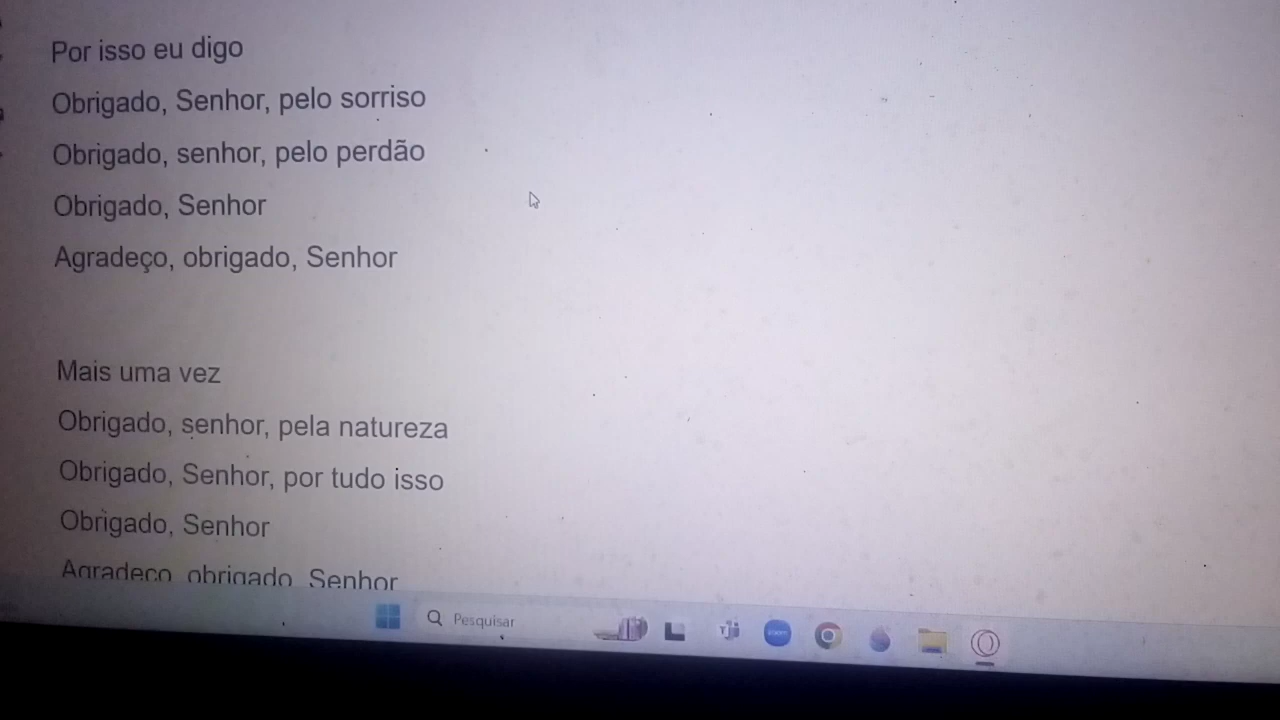 Por isso eu digo
Obrigado, Senhor, pelo sorriso
Obrigado, senhor, pelo perdão
Obrigado, Senhor
Agradeço, obrigado, Senhor
Mais uma vez
Obrigado, senhor, pela natureza
Obrigado, Senhor, por tudo isso
Obrigado, Senhor
Agradeço, obrigado, Senhor
Pesquisar
zoom